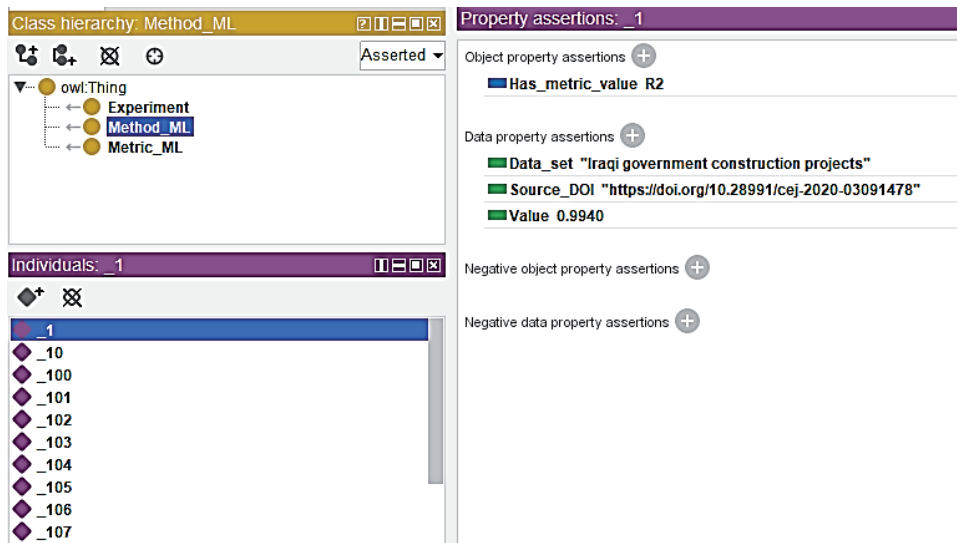 Class hierarchy: Method_ML
Asserted
owl:Thing
Experiment
Method_ML
Metric_ML
Individuals: _1
_1
_10
_100
_101
_102
_103
_104
_105
_106
_107
Property assertions: _1
Object property assertions
Has_metric_value R2
Data property assertions
Data_set "Iraqi government construction projects"
Source_DOI "https://doi.org/10.28991/cej-2020-03091478"
Value 0.9940
Negative object property assertions
Negative data property assertions